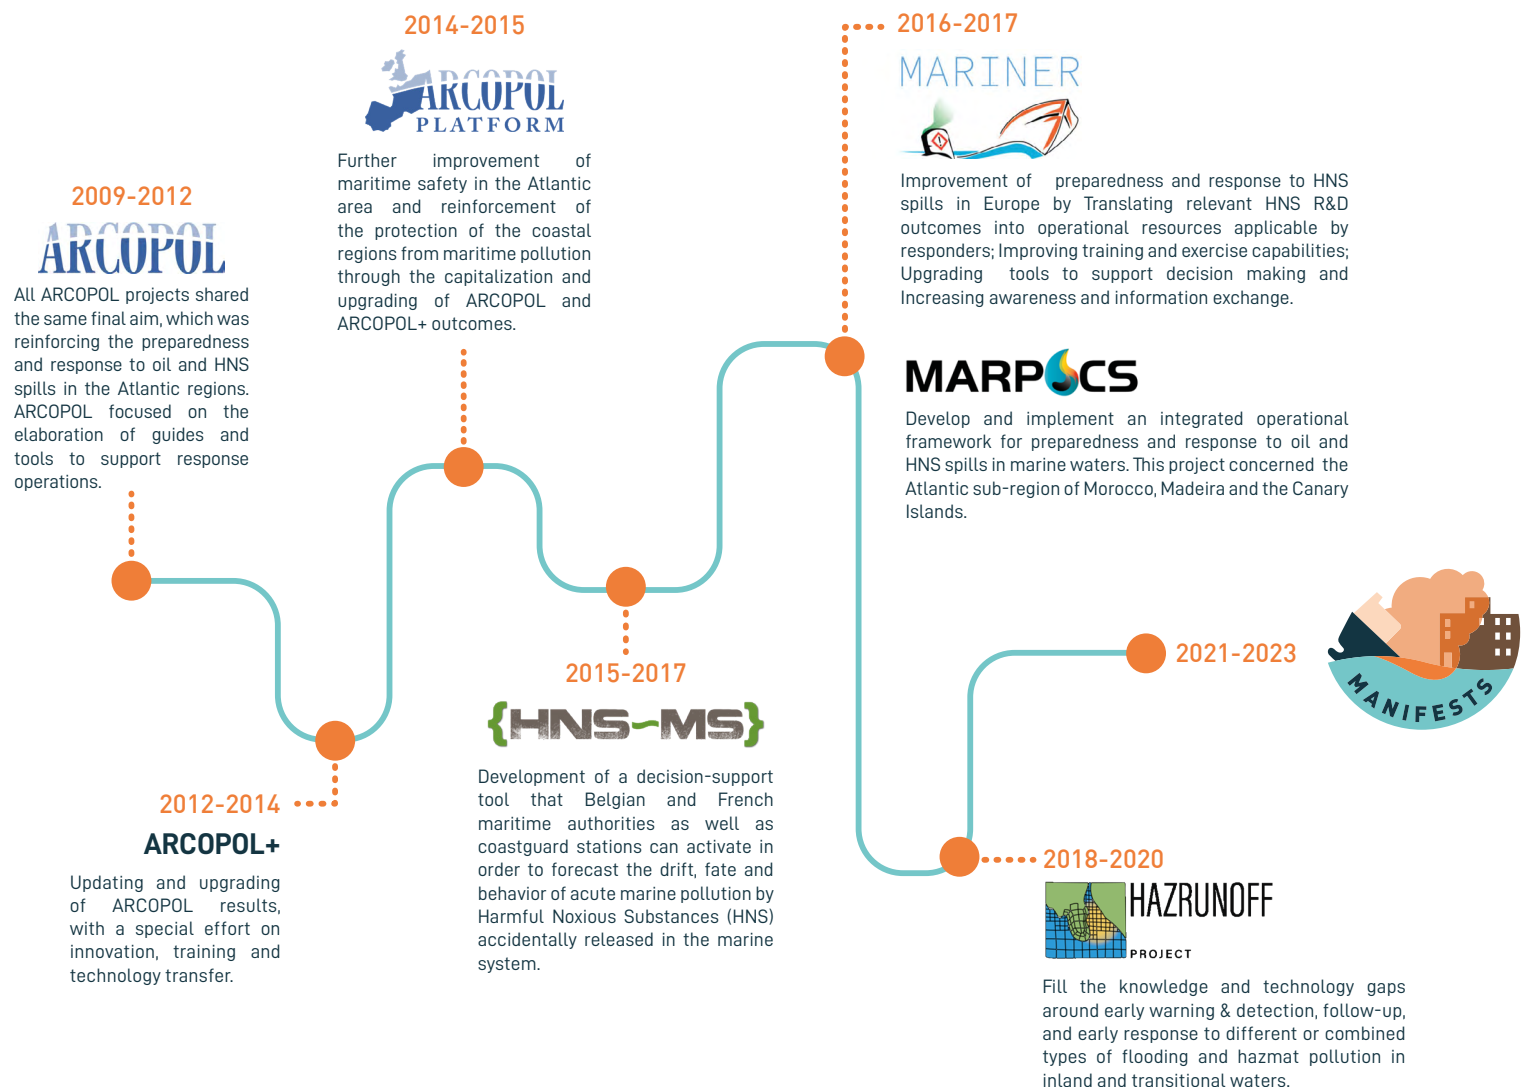 2009-2012
ARCOPOL
All ARCOPOL projects shared
the same final aim, which was
reinforcing the preparedness
and response to oil and HNS
spills in the Atlantic regions.
ARCOPOL focused on the
elaboration of guides and
tools to support response
operations.
2012-2014
ARCOPOL+
Updating and upgrading
of ARCOPOL results,
with a special effort on
innovation, training and
technology transfer.
2014-2015
ARCOPOL
PLATFORM
Further improvement of
maritime safety in the Atlantic
area and reinforcement of
the protection of the coastal
regions from maritime pollution
through the capitalization and
upgrading of ARCOPOL and
ARCOPOL+ outcomes.
2015-2017
{HNS~MS}
Development of a decision-support
tool that Belgian and French
maritime authorities as well as
coastguard stations can activate in
order to forecast the drift, fate and
behavior of acute marine pollution by
Harmful Noxious Substances (HNS)
accidentally released in the marine
system.
2016-2017
MARINER
Improvement of preparedness and response to HNS
spills in Europe by Translating relevant HNS R&D
outcomes into operational resources applicable by
responders; Improving training and exercise capabilities;
Upgrading tools to support decision making and
Increasing awareness and information exchange.
MARPOCS
Develop and implement an integrated operational
framework for preparedness and response to oil and
HNS spills in marine waters. This project concerned the
Atlantic sub-region of Morocco, Madeira and the Canary
Islands.
2018-2020
HAZRUNOFF
PROJECT
Fill the knowledge and technology gaps
around early warning & detection, follow-up,
and early response to different or combined
types of flooding and hazmat pollution in
inland and transitional waters.
2021-2023
MANIFESTS